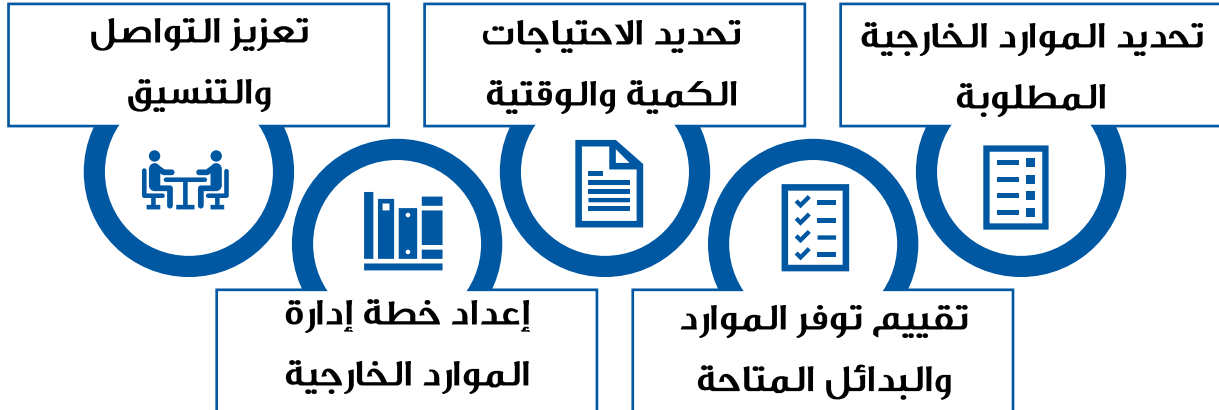 تحديد الموارد الخارجية
المطلوبة
تقييم توفر الموارد
والبدائل المتاحة
تحديد الاحتياجات
الكمية والوقتية
إعداد خطة إدارة
الموارد الخارجية
تعزيز التواصل
والتنسيق